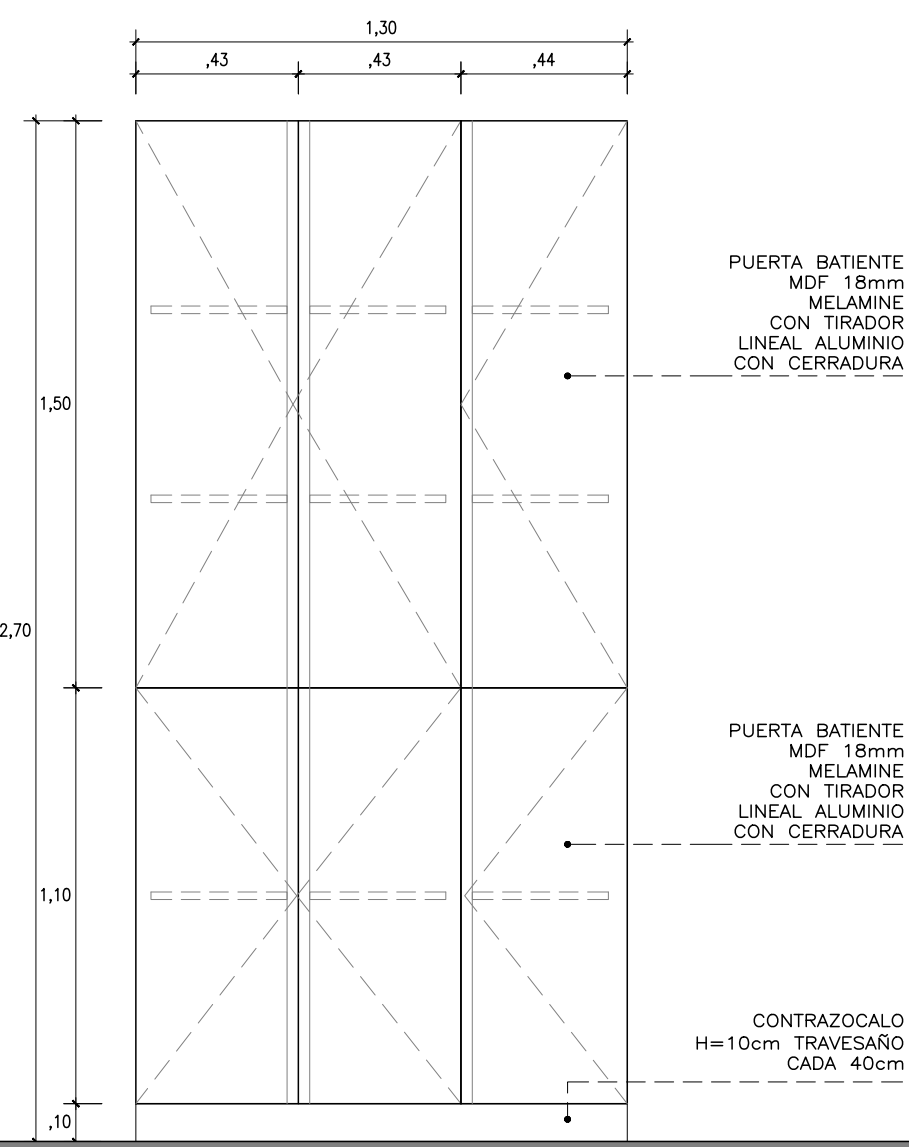 1,30
,43 ,43 ,44
PUERTA BATIENTE
MDF 18mm
MELAMINE
CON TIRADOR
LINEAL ALUMINIO
CON CERRADURA
1,50
2,70
PUERTA BATIENTE
MDF 18mm
MELAMINE
CON TIRADOR
LINEAL ALUMINIO
CON CERRADURA
1,10
CONTRAZOCALO
H=10cm TRAVESAÑO
CADA 40cm
,10